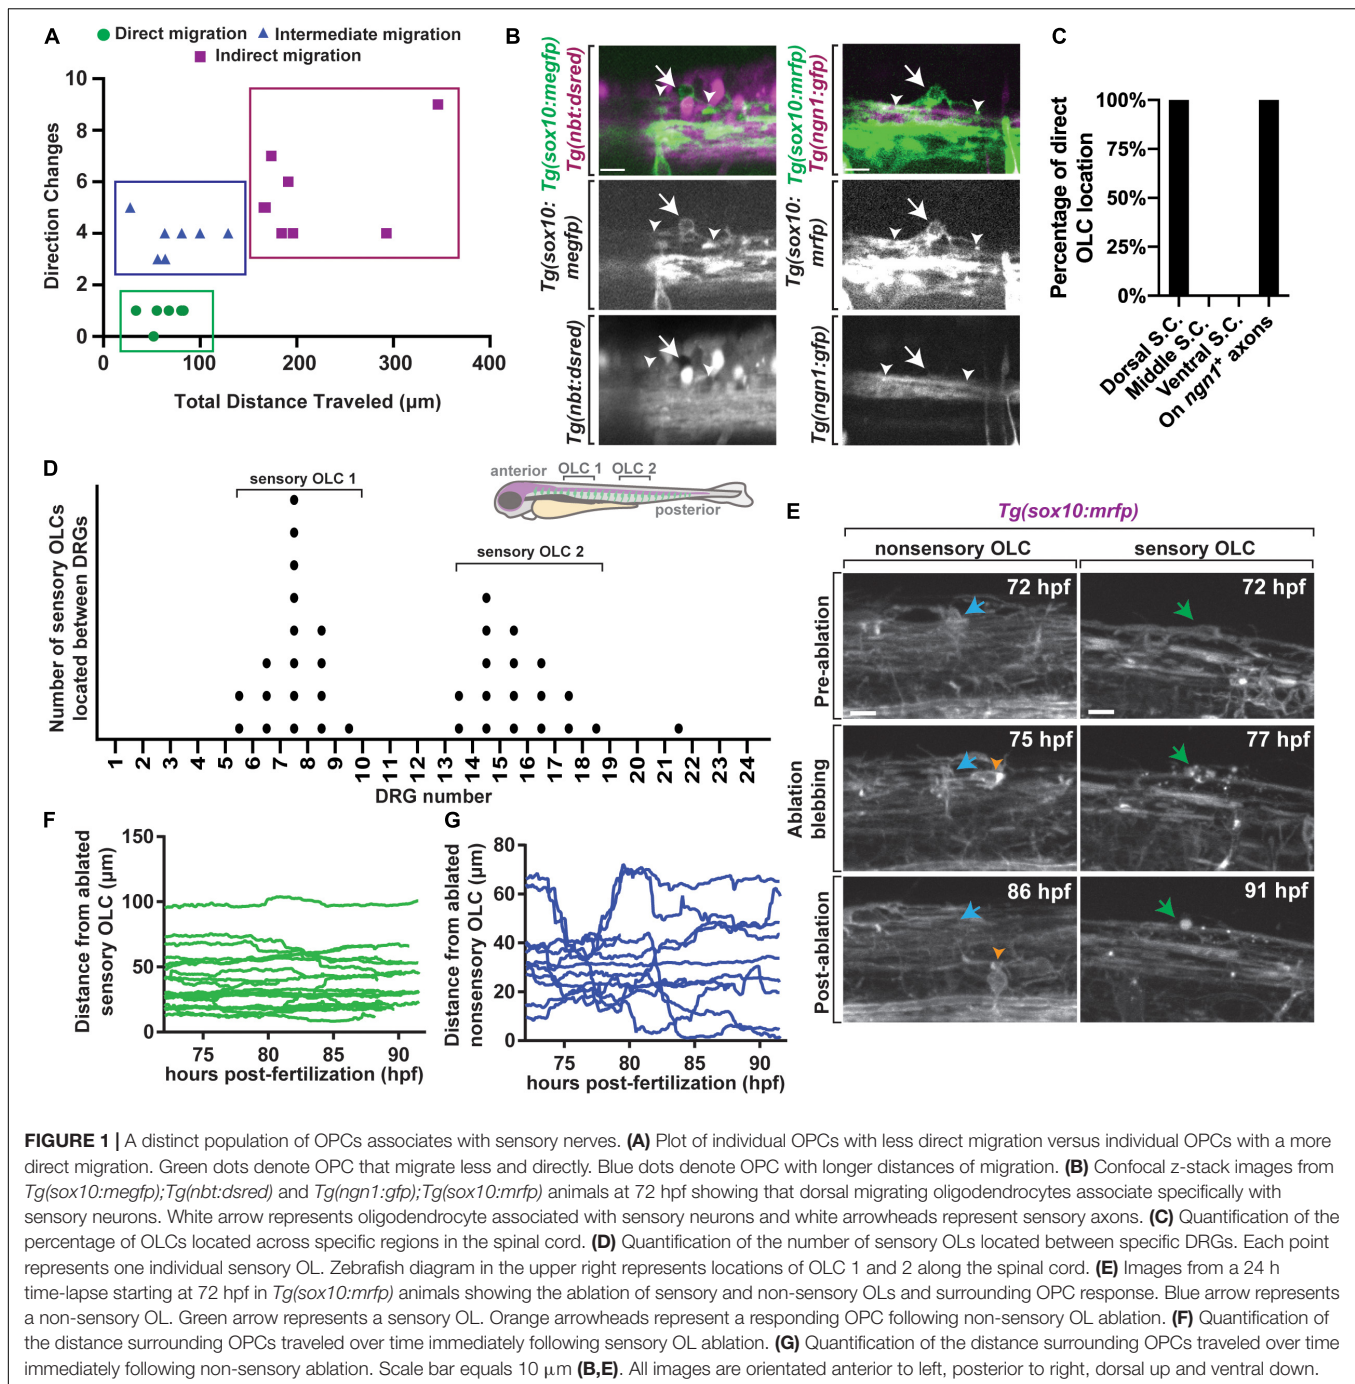 A
Direct migration
Intermediate migration
Indirect migration
Direction Changes
10
8
6
4
2
0
0
100
200
300
400
Total Distance Traveled (µm)
B
Tg(sox10:megfp)
Tg(nbt:dsred)
Tg(sox10:
megfp)
Tg(nbt:dsred)
Tg(sox10:mrfp)
Tg(ngn1:gfp)
Tg(sox10:
mrfp)
Tg(ngn1:gfp)
C
Percentage of direct
OLC location
100%
75%
50%
25%
0%
Dorsal S.C.
Middle S.C.
Ventral S.C.
On ngn1+ axons
D
Number of sensory OLCs
located between DRGs
sensory OLC 1
sensory OLC 2
anterior
OLC 1
OLC 2
posterior
1 2 3 4 5 6 7 8 9 10 11 12 13 14 15 16 17 18 19 20 21 22 23 24
DRG number
E
Tg(sox10:mrfp)
nonsensory OLC
sensory OLC
Pre-ablation
72 hpf
72 hpf
Ablation
blebbing
75 hpf
77 hpf
Post-ablation
86 hpf
91 hpf
F
Distance from ablated
sensory OLC (µm)
150
100
50
0
75
80
85
90
hours post-fertilization (hpf)
G
Distance from ablated
nonsensory OLC (µm)
80
60
40
20
0
75
80
85
90
hours post-fertilization (hpf)
FIGURE 1 | A distinct population of OPCs associates with sensory nerves. (A) Plot of individual OPCs with less direct migration versus individual OPCs with a more
direct migration. Green dots denote OPC that migrate less and directly. Blue dots denote OPC with longer distances of migration. (B) Confocal z-stack images from
Tg(sox10:megfp);Tg(nbt:dsred) and Tg(ngn1:gfp);Tg(sox10:mrfp) animals at 72 hpf showing that dorsal migrating oligodendrocytes associate specifically with
sensory neurons. White arrow represents oligodendrocyte associated with sensory neurons and white arrowheads represent sensory axons. (C) Quantification of the
percentage of OLCs located across specific regions in the spinal cord. (D) Quantification of the number of sensory OLs located between specific DRGs. Each point
represents one individual sensory OL. Zebrafish diagram in the upper right represents locations of OLC 1 and 2 along the spinal cord. (E) Images from a 24 h
time-lapse starting at 72 hpf in Tg(sox10:mrfp) animals showing the ablation of sensory and non-sensory OLs and surrounding OPC response. Blue arrow represents
a non-sensory OL. Green arrow represents a sensory OL. Orange arrowheads represent a responding OPC following non-sensory OL ablation. (F) Quantification of
the distance surrounding OPCs traveled over time immediately following sensory OL ablation. (G) Quantification of the distance surrounding OPCs traveled over time
immediately following non-sensory ablation. Scale bar equals 10 µm (B,E). All images are orientated anterior to left, posterior to right, dorsal up and ventral down.